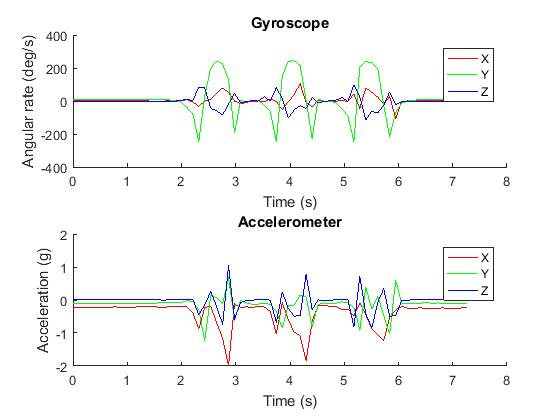 Gyroscope
Angular rate (deg/s)
400
200
0
-200
-400
0 1 2 3 4 5 6 7 8
Time (s)
X
Y
Z
Accelerometer
Acceleration (g)
2
1
0
-1
-2
0 1 2 3 4 5 6 7 8
Time (s)
X
Y
Z